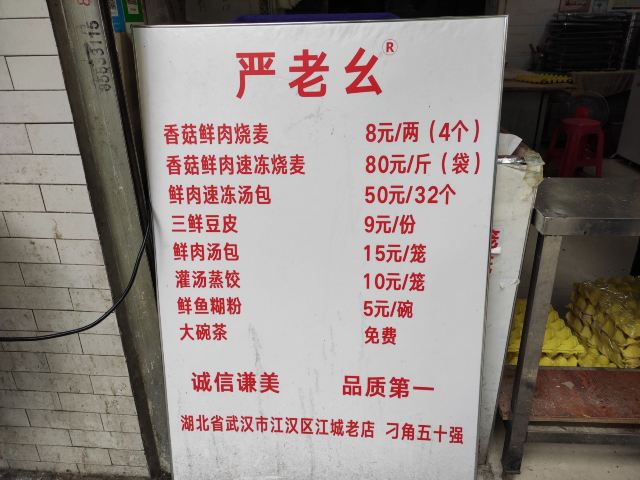 严老幺®
香菇鲜肉烧麦 8元/两（4个）
香菇鲜肉速冻烧麦 80元/斤（袋）
鲜肉速冻汤包 50元/32个
三鲜豆皮 9元/份
鲜肉汤包 15元/笼
灌汤蒸饺 10元/笼
鲜鱼糊粉 5元/碗
大碗茶 免费
诚信谦美 品质第一
湖北省武汉市江汉区江城老店 刁角五十强